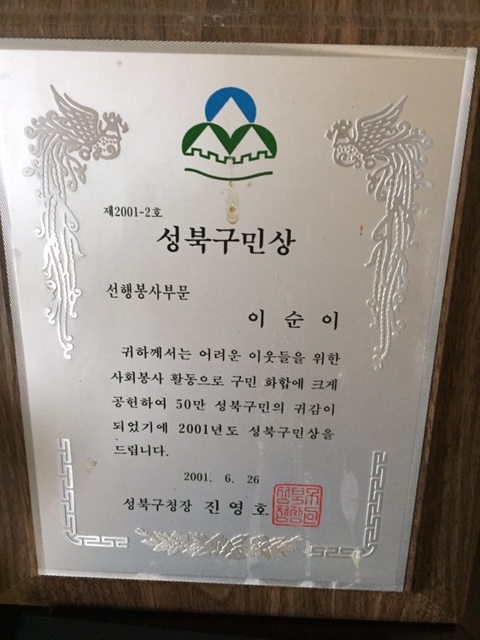 제2001-2호
성북구민상
선행봉사부문
이 순 이
귀하께서는 어려운 이웃들을 위한
사회봉사 활동으로 구민 화합에 크게
공헌하여 50만 성북구민의 귀감이
되었기에 2001년도 성북구민상을
드립니다.
2001. 6. 26
성북구청장 진영호